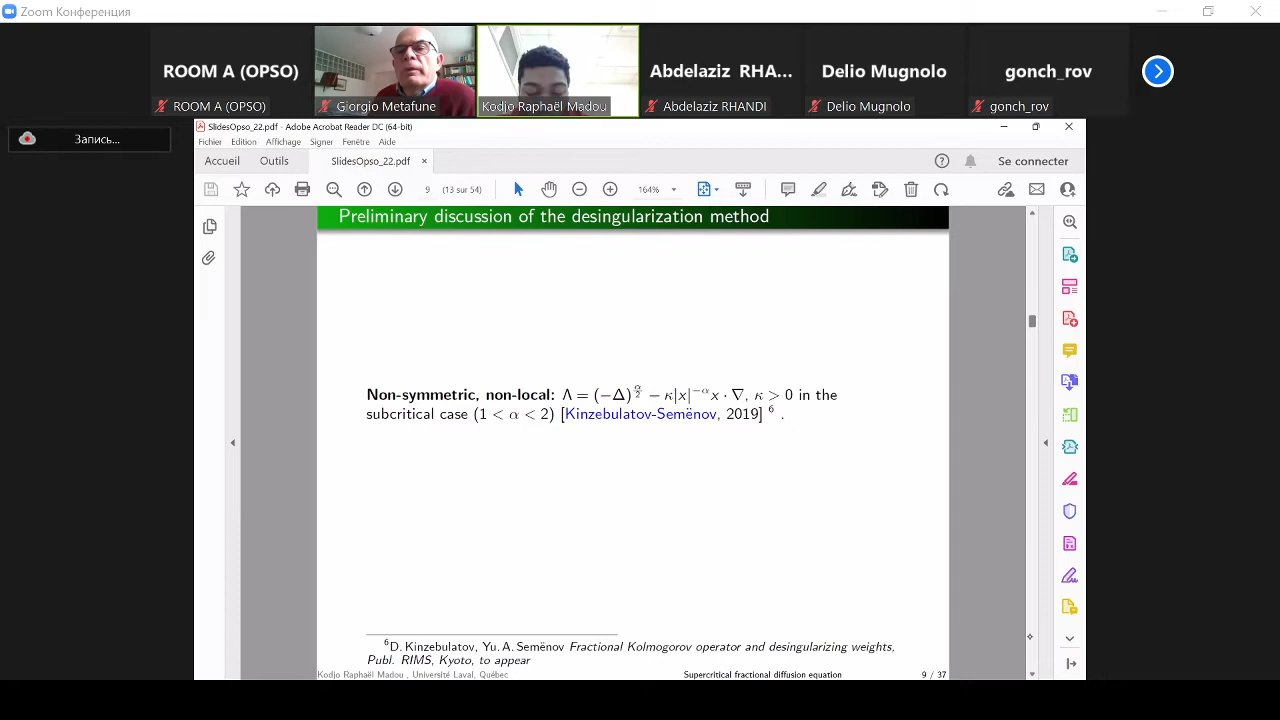 Zoom Конференция
ROOM A (OPSO)
Abdelaziz RHA...
Delio Mugnolo
gonch_rov
ROOM A (OPSO)
Giorgio Metafune
Kodjo Raphaël Madou
Abdelaziz RHANDI
Delio Mugnolo
gonch_rov
Запись...
SlidesOpso_22.pdf - Adobe Acrobat Reader DC (64-bit)
Fichier Edition Affichage Signer Fenêtre Aide
Accueil Outils SlidesOpso_22.pdf × Se connecter
9 (13 sur 54) 164%
Preliminary discussion of the desingularization method
Non-symmetric, non-local: Λ = (−Δ)^{α/2} − κ|x|^{−α}x · ∇, κ > 0 in the
subcritical case (1 < α < 2) [Kinzebulatov-Semënov, 2019] ⁶ .
⁶D. Kinzebulatov, Yu. A. Semënov Fractional Kolmogorov operator and desingularizing weights,
Publ. RIMS, Kyoto, to appear
Kodjo Raphaël Madou , Université Laval, Québec Supercritical fractional diffusion equation 9 / 37